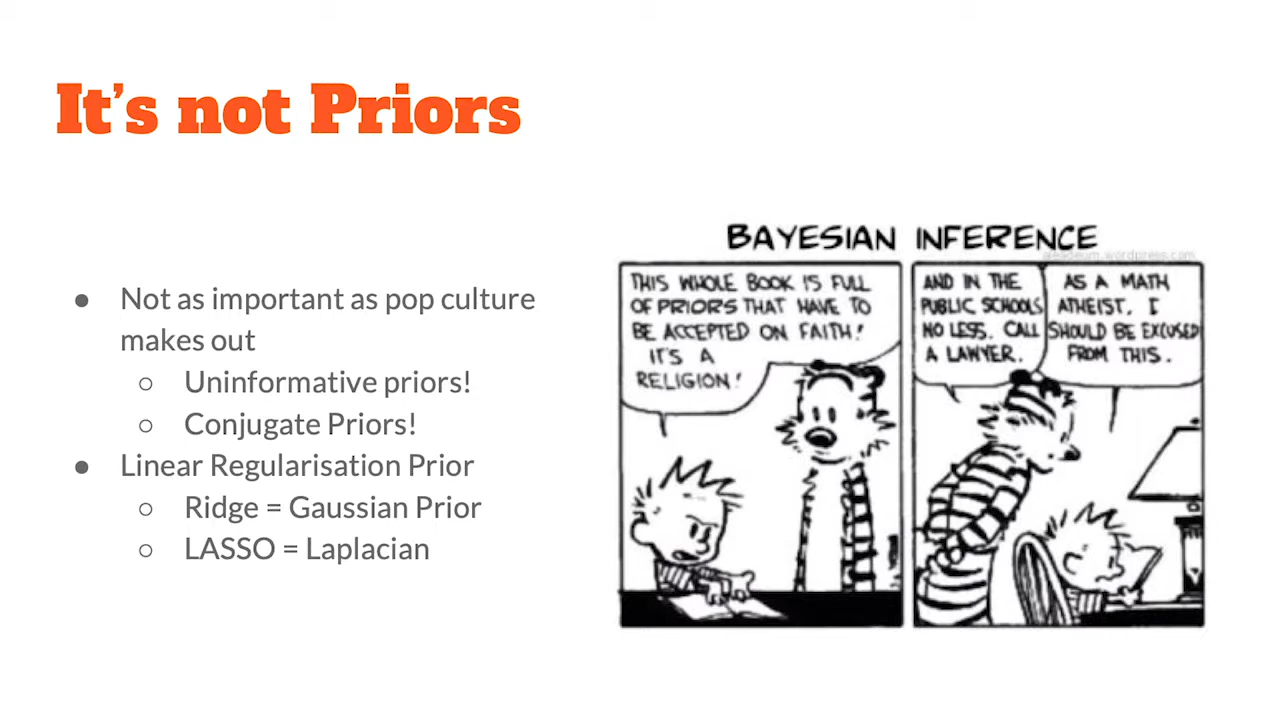 It's not Priors
● Not as important as pop culture
makes out
○ Uninformative priors!
○ Conjugate Priors!
● Linear Regularisation Prior
○ Ridge = Gaussian Prior
○ LASSO = Laplacian
BAYESIAN INFERENCE
THIS WHOLE BOOK IS FULL
OF PRIORS THAT HAVE TO
BE ACCEPTED ON FAITH!
IT'S A
RELIGION!
AND IN THE
PUBLIC SCHOOLS
NO LESS. CALL
A LAWYER.
AS A MATH
ATHEIST, I
SHOULD BE EXCUSED
FROM THIS.